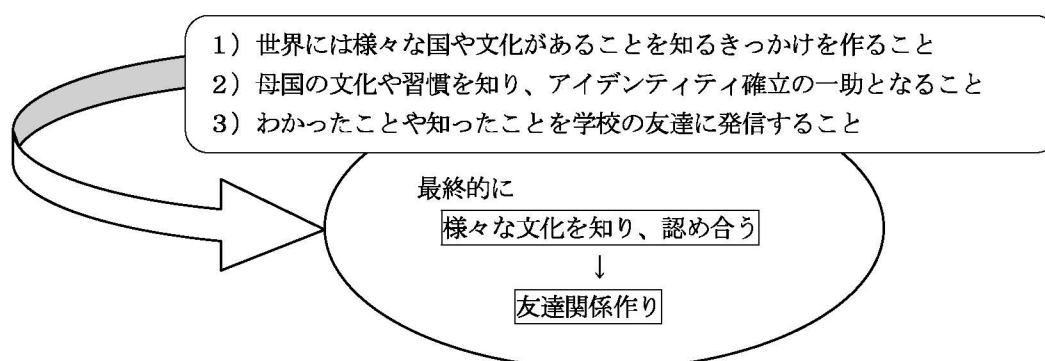 1）世界には様々な国や文化があることを知るきっかけを作ること
2）母国の文化や習慣を知り、アイデンティティ確立の一助となること
3）わかったことや知ったことを学校の友達に発信すること
最終的に
様々な文化を知り、認め合う
↓
友達関係作り